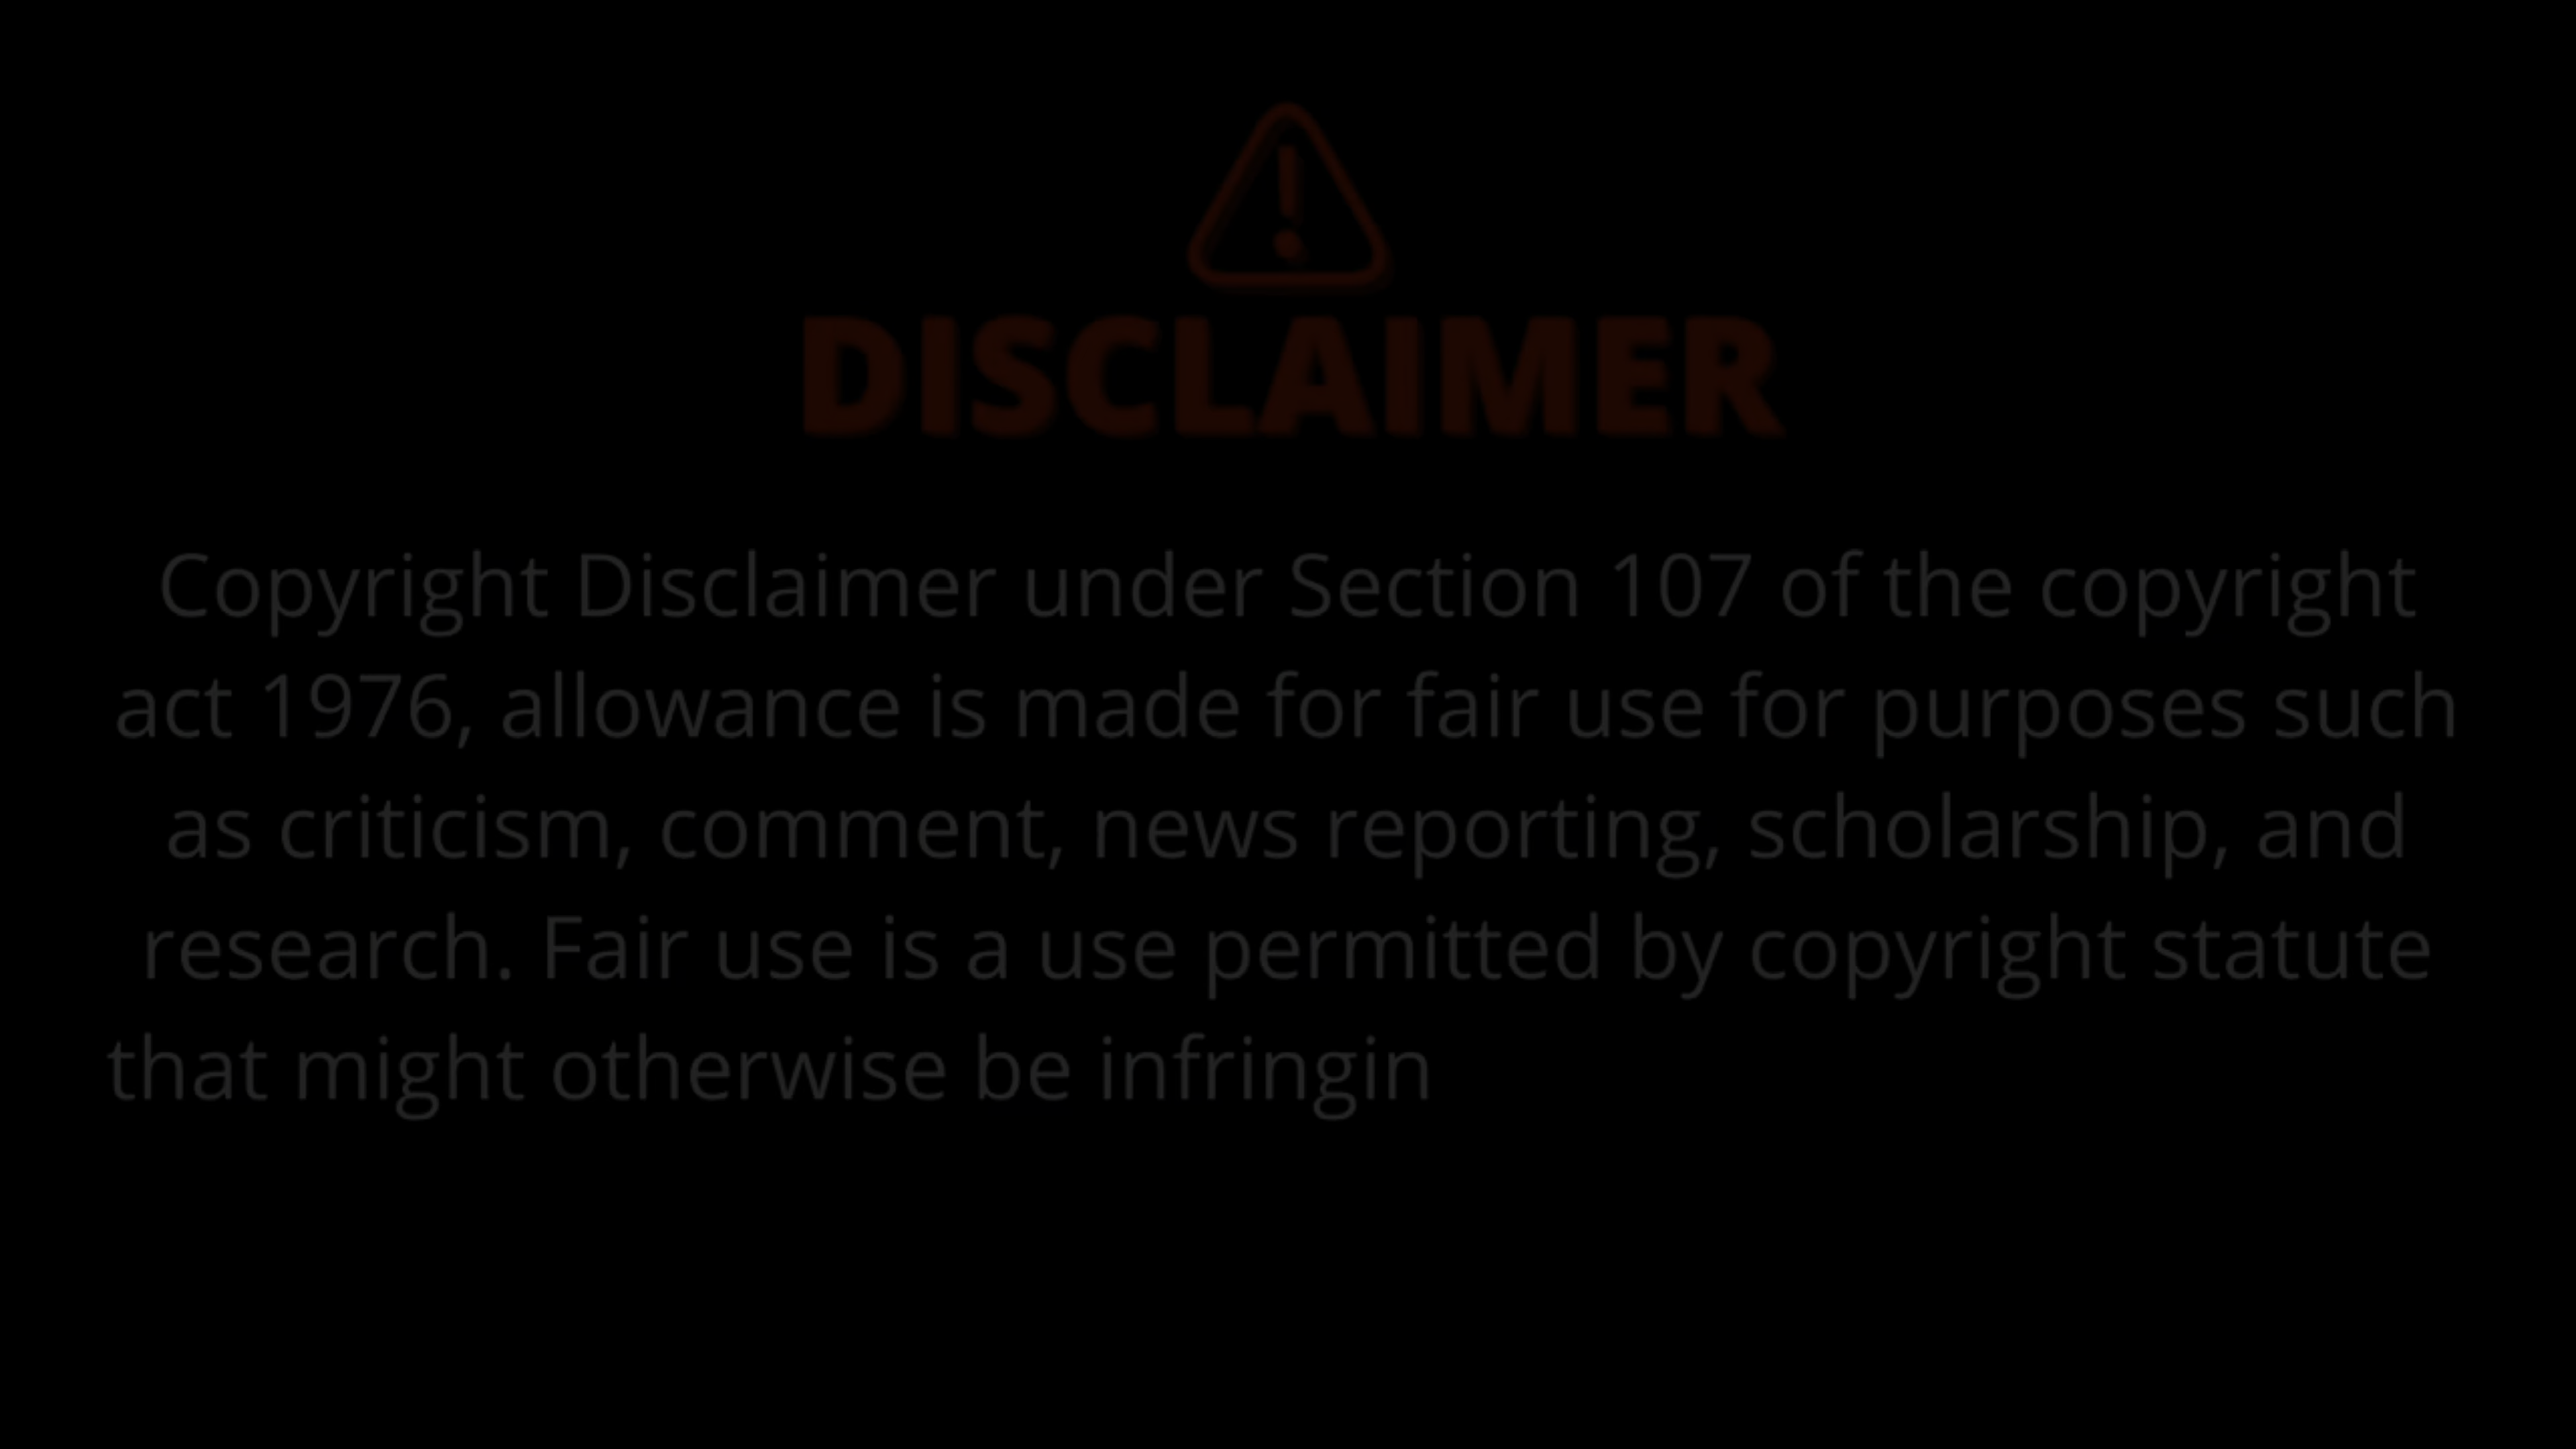 DISCLAIMER
Copyright Disclaimer under Section 107 of the copyright
act 1976, allowance is made for fair use for purposes such
as criticism, comment, news reporting, scholarship, and
research. Fair use is a use permitted by copyright statute
that might otherwise be infringin